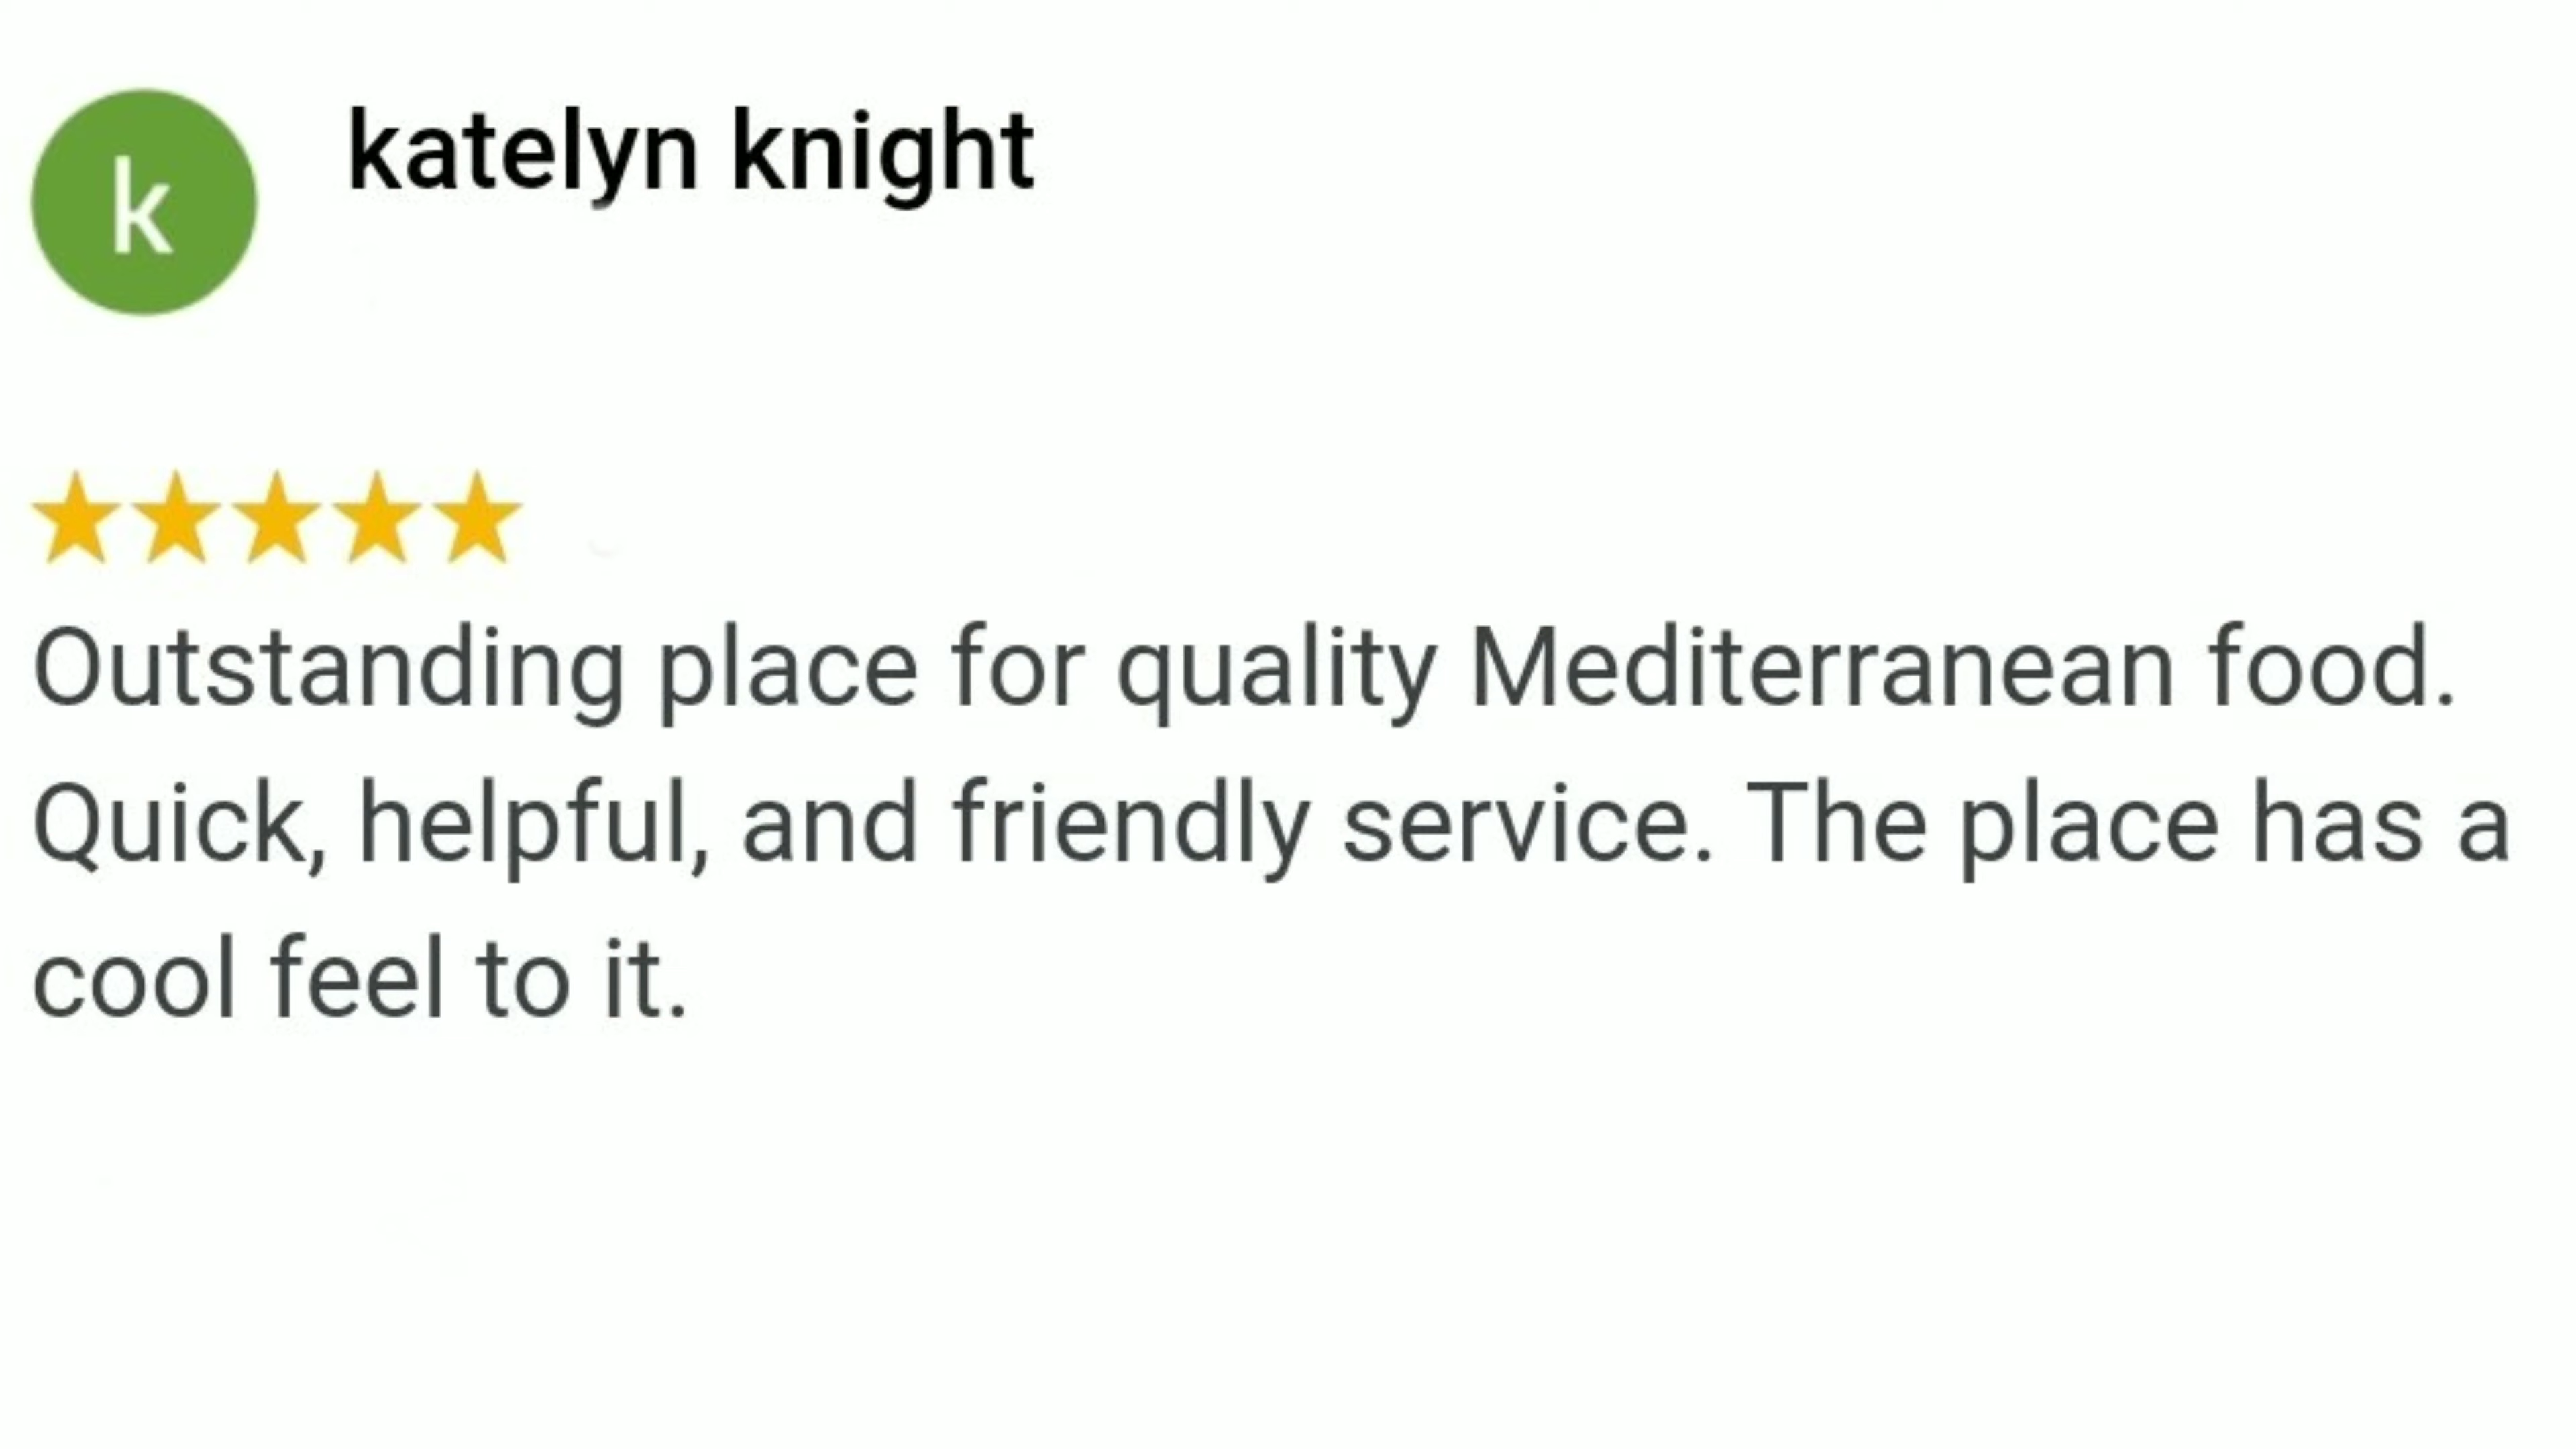 k
katelyn knight
★★★★★
Outstanding place for quality Mediterranean food.
Quick, helpful, and friendly service. The place has a
cool feel to it.